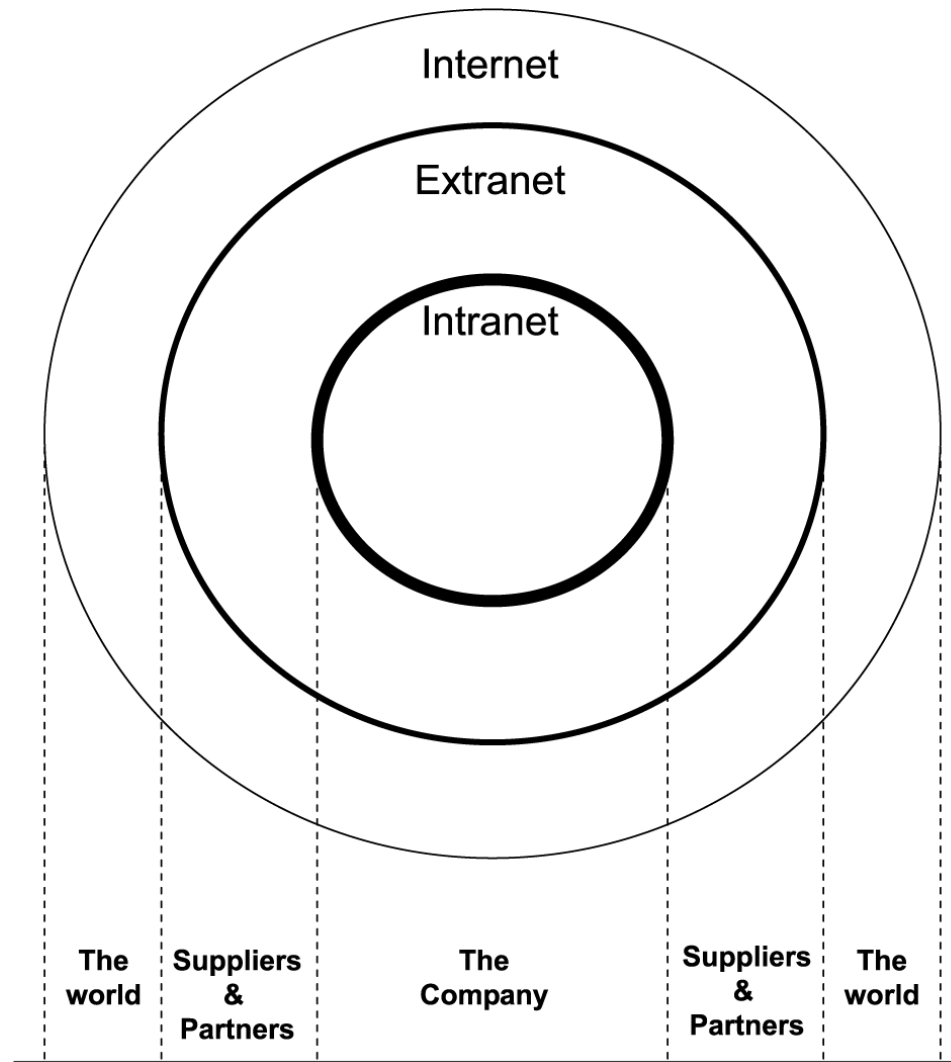 Internet
Extranet
Intranet
The
world
Suppliers
&
Partners
The
Company
Suppliers
&
Partners
The
world